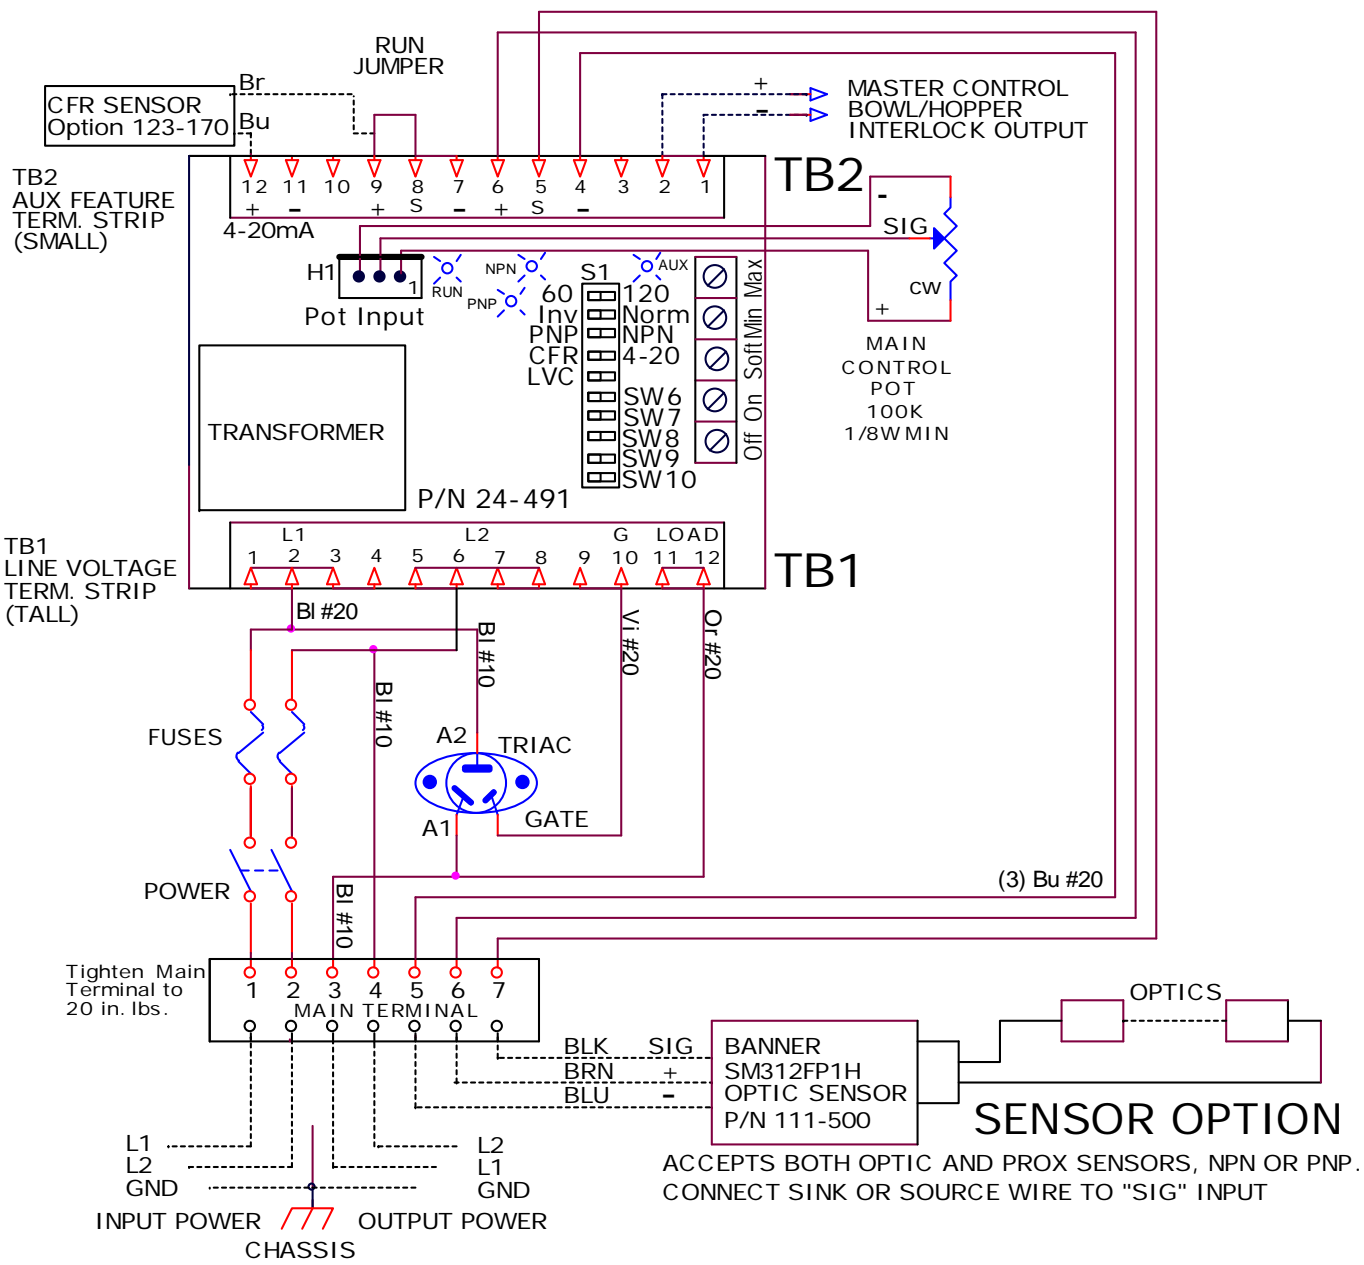 RUN
JUMPER
CFR SENSOR
Option 123-170
Br
Bu
+
-
MASTER CONTROL
BOWL/HOPPER
INTERLOCK OUTPUT
TB2
AUX FEATURE
TERM. STRIP
(SMALL)
12 11 10 9 8 7 6 5 4 3 2 1
+ - + S - + S -
4-20mA
TB2
-
SIG
CW
+
MAIN
CONTROL
POT
100K
1/8W MIN
H1
1
Pot Input
RUN
NPN
PNP
AUX
S1
60 120
Inv Norm
PNP NPN
CFR 4-20
LVC
SW6
SW7
SW8
SW9
SW10
Max
Min
Soft
On
Off
TRANSFORMER
P/N 24-491
TB1
LINE VOLTAGE
TERM. STRIP
(TALL)
L1 L2 G LOAD
1 2 3 4 5 6 7 8 9 10 11 12
TB1
Bl #20
Bl #10
Bl #10
Vi #20
Or #20
FUSES
A2
TRIAC
A1
GATE
POWER
Bl #10
(3) Bu #20
Tighten Main
Terminal to
20 in. lbs.
1 2 3 4 5 6 7
MAIN TERMINAL
BLK SIG
BRN +
BLU -
BANNER
SM312FP1H
OPTIC SENSOR
P/N 111-500
OPTICS
SENSOR OPTION
ACCEPTS BOTH OPTIC AND PROX SENSORS, NPN OR PNP.
CONNECT SINK OR SOURCE WIRE TO "SIG" INPUT
L1
L2
GND
INPUT POWER
L2
L1
GND
OUTPUT POWER
CHASSIS